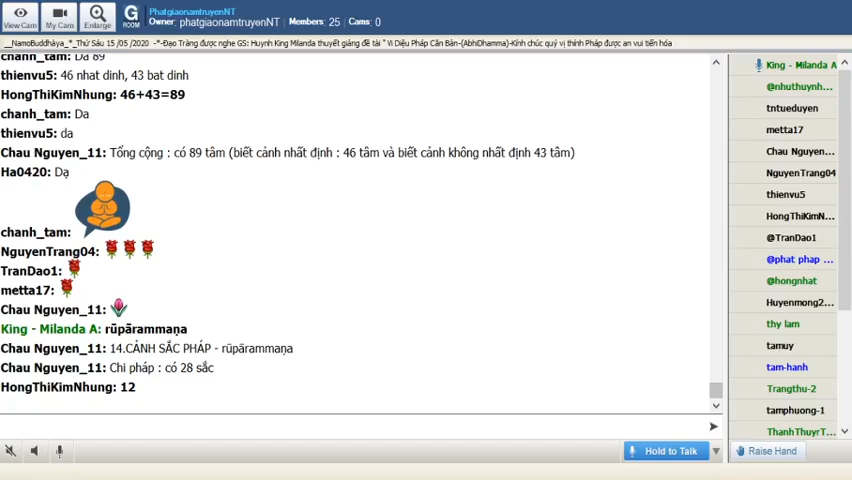 PhatgiaonamtruyenNT
Owner: phatgiaonamtruyenNT Members: 25 Cams: 0
View Cam My Cam Enlarge G ROOM
__NamoBuddhàya_*_Thứ Sáu 15 /05 /2020 -*-Đạo Tràng được nghe GS: Huynh King Milanda thuyết giảng đề tài " Vi Diệu Pháp Căn Bản-(AbhiDhamma)-Kính chúc quý vị thính Pháp được an vui tiến hóa
chanh_tam: Da 89
thienvu5: 46 nhat dinh, 43 bat dinh
HongThiKimNhung: 46+43=89
chanh_tam: Da
thienvu5: da
Chau Nguyen_11: Tổng cộng : có 89 tâm (biết cảnh nhất định : 46 tâm và biết cảnh không nhất định 43 tâm)
Ha0420: Dạ
chanh_tam:
NguyenTrang04:
TranDao1:
metta17:
Chau Nguyen_11:
King - Milanda A: rūpārammaṇa
Chau Nguyen_11: 14.CẢNH SẮC PHÁP - rūpārammaṇa
Chau Nguyen_11: Chi pháp : có 28 sắc
HongThiKimNhung: 12
King - Milanda A
@nhuthuynh...
tntueduyen
metta17
Chau Nguyen...
NguyenTrang04
thienvu5
HongThiKimN...
@TranDao1
@phat phap ...
@hongnhat
Huyenmong2...
thy lam
tamuy
tam-hanh
Trangthu-2
tamphuong-1
ThanhThuyrT...
Hold to Talk
Raise Hand